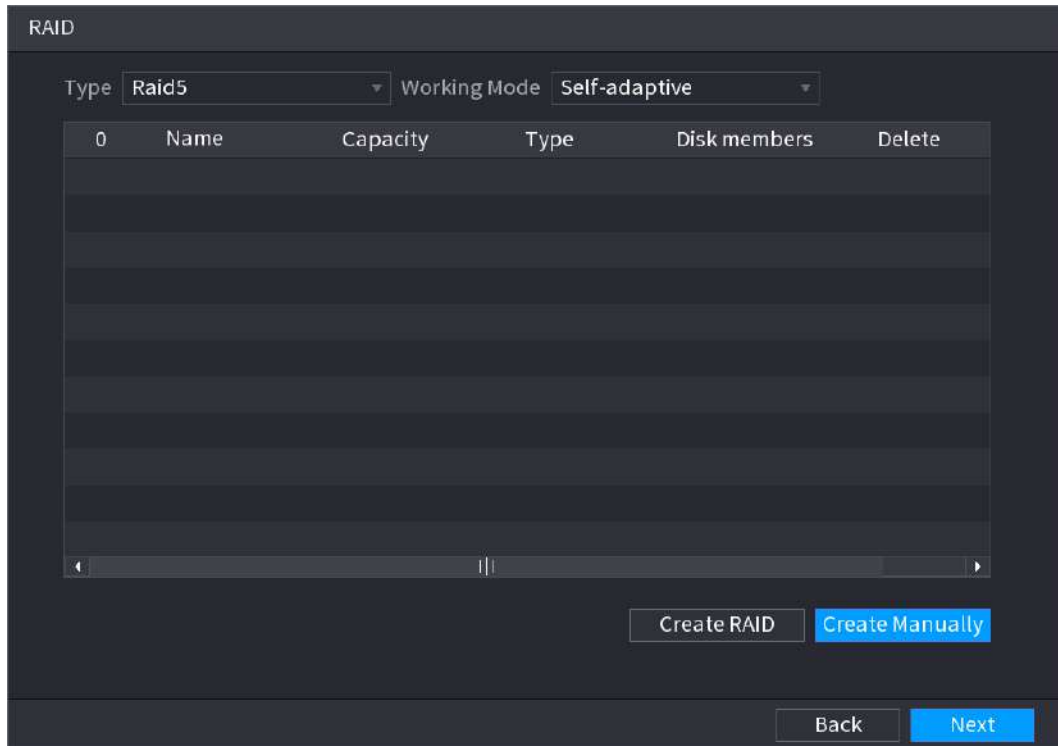 RAID
Type Raid5 Working Mode Self-adaptive
0 Name Capacity Type Disk members Delete
Create RAID Create Manually
Back Next